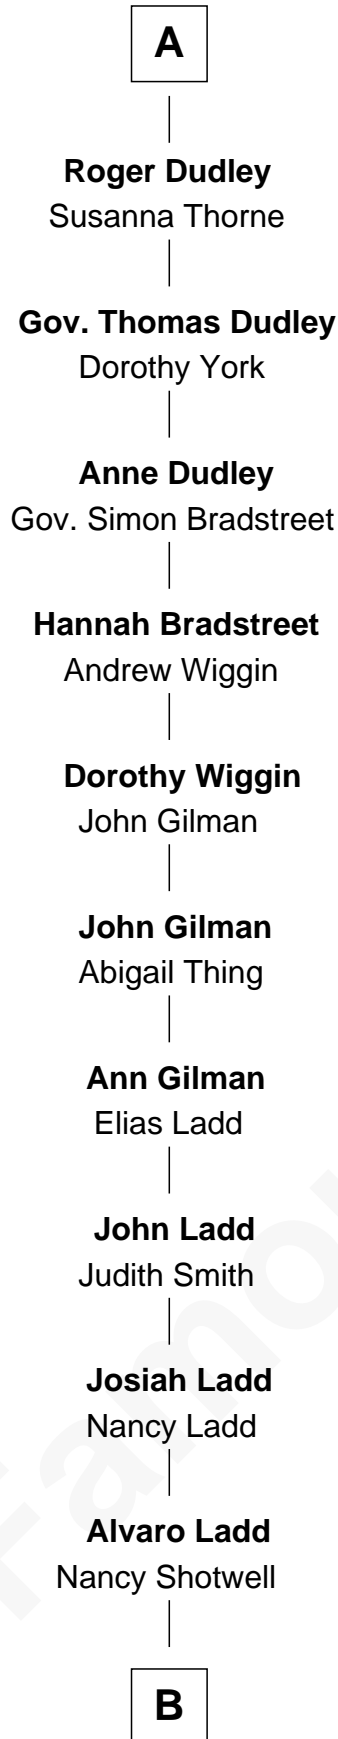 A
Roger Dudley
Susanna Thorne
Gov. Thomas Dudley
Dorothy York
Anne Dudley
Gov. Simon Bradstreet
Hannah Bradstreet
Andrew Wiggin
Dorothy Wiggin
John Gilman
John Gilman
Abigail Thing
Ann Gilman
Elias Ladd
John Ladd
Judith Smith
Josiah Ladd
Nancy Ladd
Alvaro Ladd
Nancy Shotwell
B